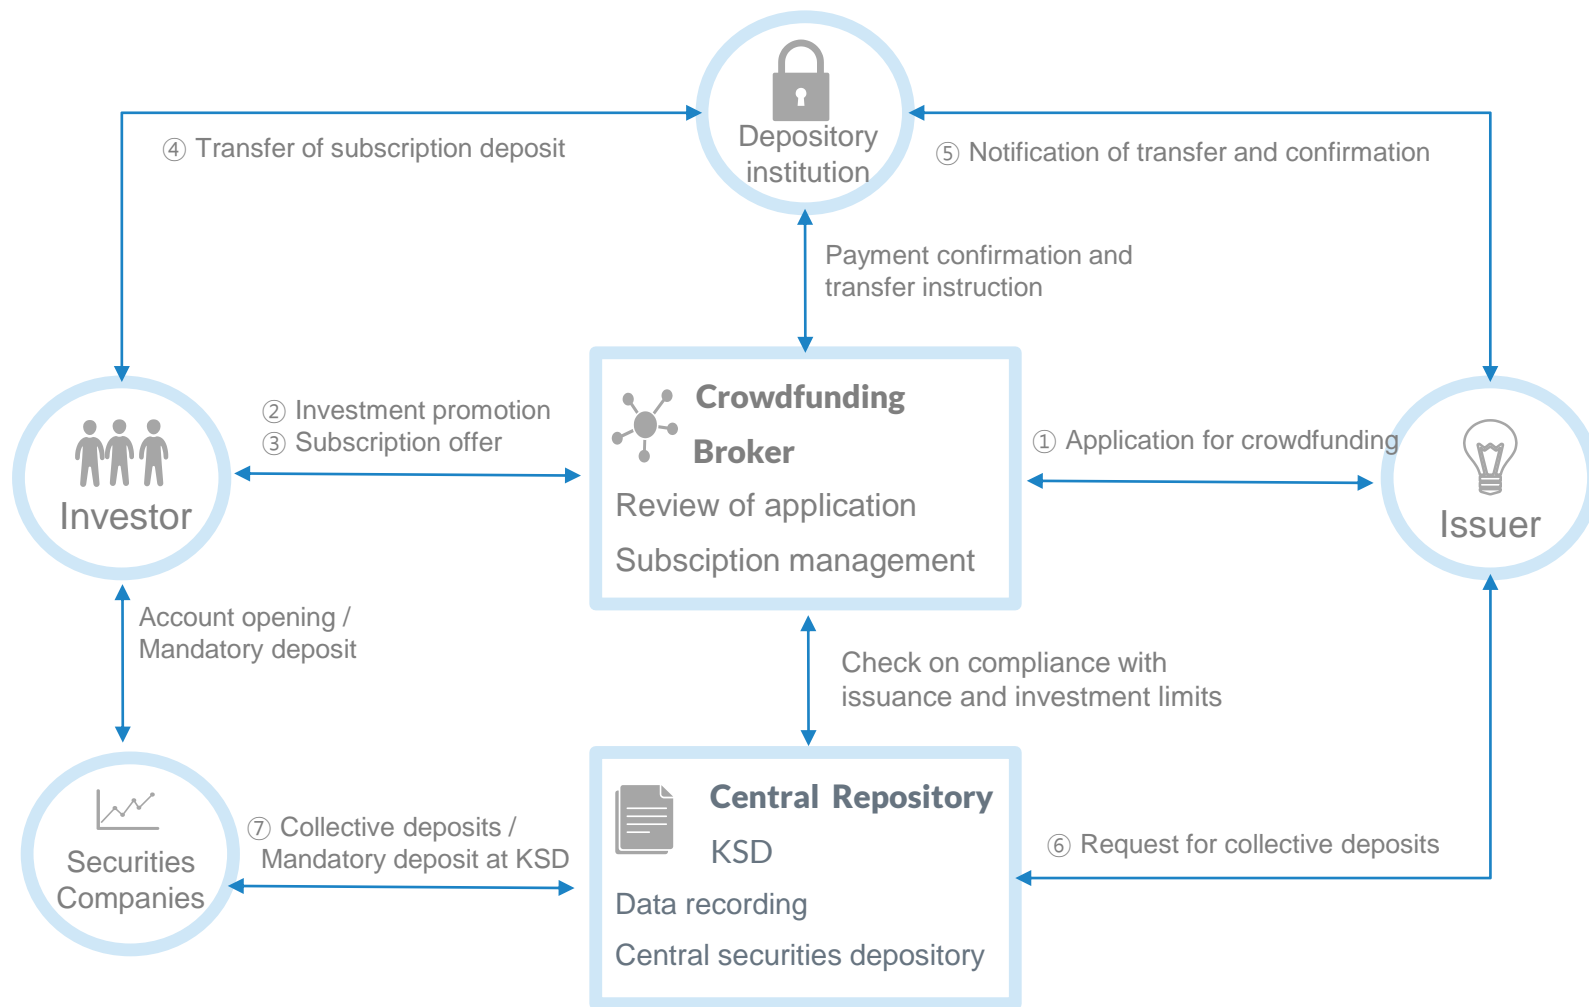 Depository
institution
④ Transfer of subscription deposit
⑤ Notification of transfer and confirmation
Payment confirmation and
transfer instruction
Investor
② Investment promotion
③ Subscription offer
Crowdfunding
Broker
Review of application
Subsciption management
① Application for crowdfunding
Issuer
Account opening /
Mandatory deposit
Check on compliance with
issuance and investment limits
Securities
Companies
⑦ Collective deposits /
Mandatory deposit at KSD
Central Repository
KSD
Data recording
Central securities depository
⑥ Request for collective deposits